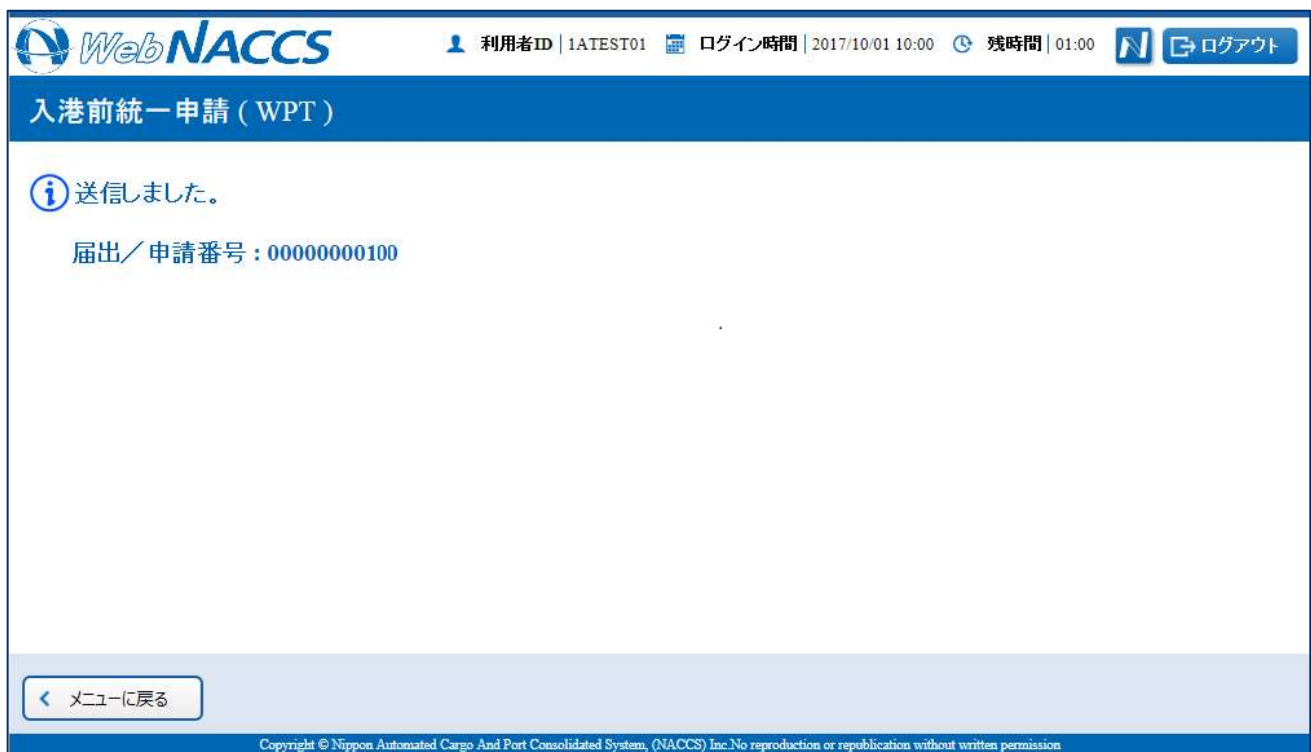 WebNACCS 利用者ID 1ATEST01 ログイン時間 2017/10/01 10:00 残時間 01:00 N ログアウト
入港前統一申請 ( WPT )
i 送信しました。
届出／申請番号 : 00000000100
メニューに戻る
Copyright © Nippon Automated Cargo And Port Consolidated System, (NACCS) Inc.No reproduction or republication without written permission